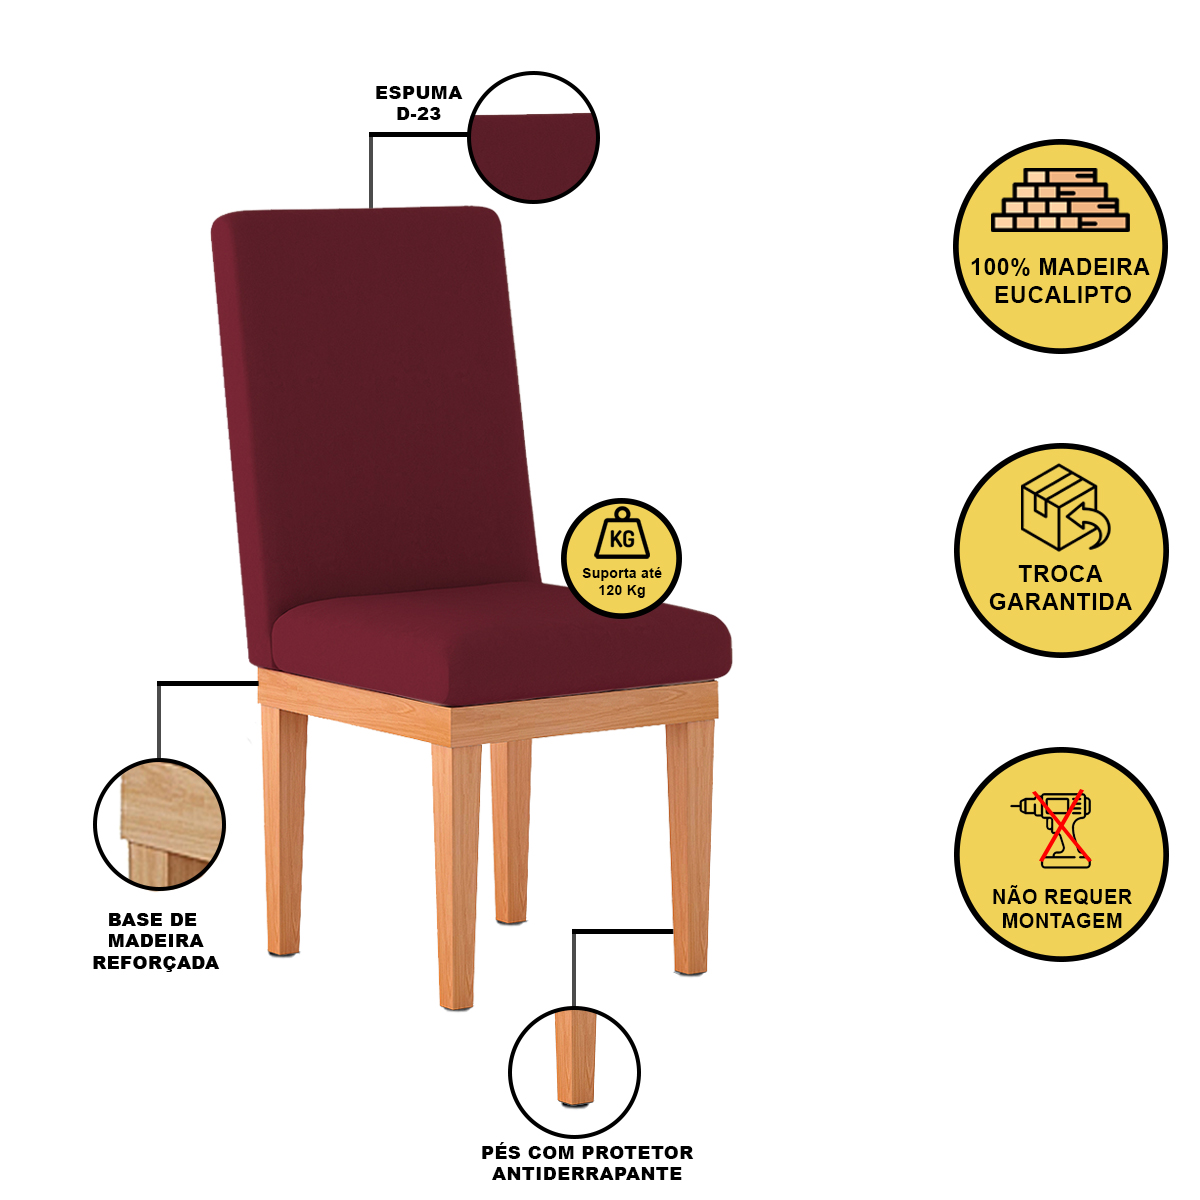 ESPUMA
D-23
100% MADEIRA
EUCALIPTO
KG
Suporta até
120 Kg
TROCA
GARANTIDA
BASE DE
MADEIRA
REFORÇADA
NÃO REQUER
MONTAGEM
PÉS COM PROTETOR
ANTIDERRAPANTE